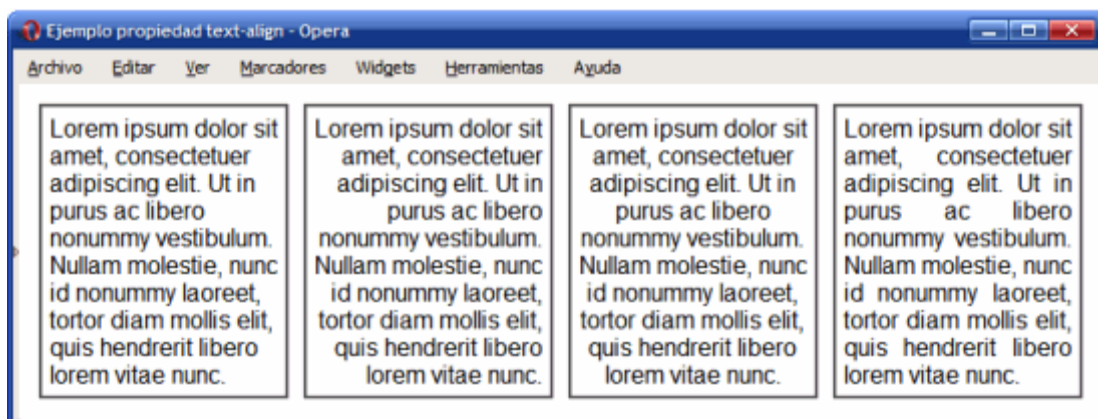 Ejemplo propiedad text-align - Opera
Archivo Editar Ver Marcadores Widgets Herramientas Ayuda
Lorem ipsum dolor sit
amet, consectetuer
adipiscing elit. Ut in
purus ac libero
nonummy vestibulum.
Nullam molestie, nunc
id nonummy laoreet,
tortor diam mollis elit,
quis hendrerit libero
lorem vitae nunc.
Lorem ipsum dolor sit
amet, consectetuer
adipiscing elit. Ut in
purus ac libero
nonummy vestibulum.
Nullam molestie, nunc
id nonummy laoreet,
tortor diam mollis elit,
quis hendrerit libero
lorem vitae nunc.
Lorem ipsum dolor sit
amet, consectetuer
adipiscing elit. Ut in
purus ac libero
nonummy vestibulum.
Nullam molestie, nunc
id nonummy laoreet,
tortor diam mollis elit,
quis hendrerit libero
lorem vitae nunc.
Lorem ipsum dolor sit
amet, consectetuer
adipiscing elit. Ut in
purus ac libero
nonummy vestibulum.
Nullam molestie, nunc
id nonummy laoreet,
tortor diam mollis elit,
quis hendrerit libero
lorem vitae nunc.